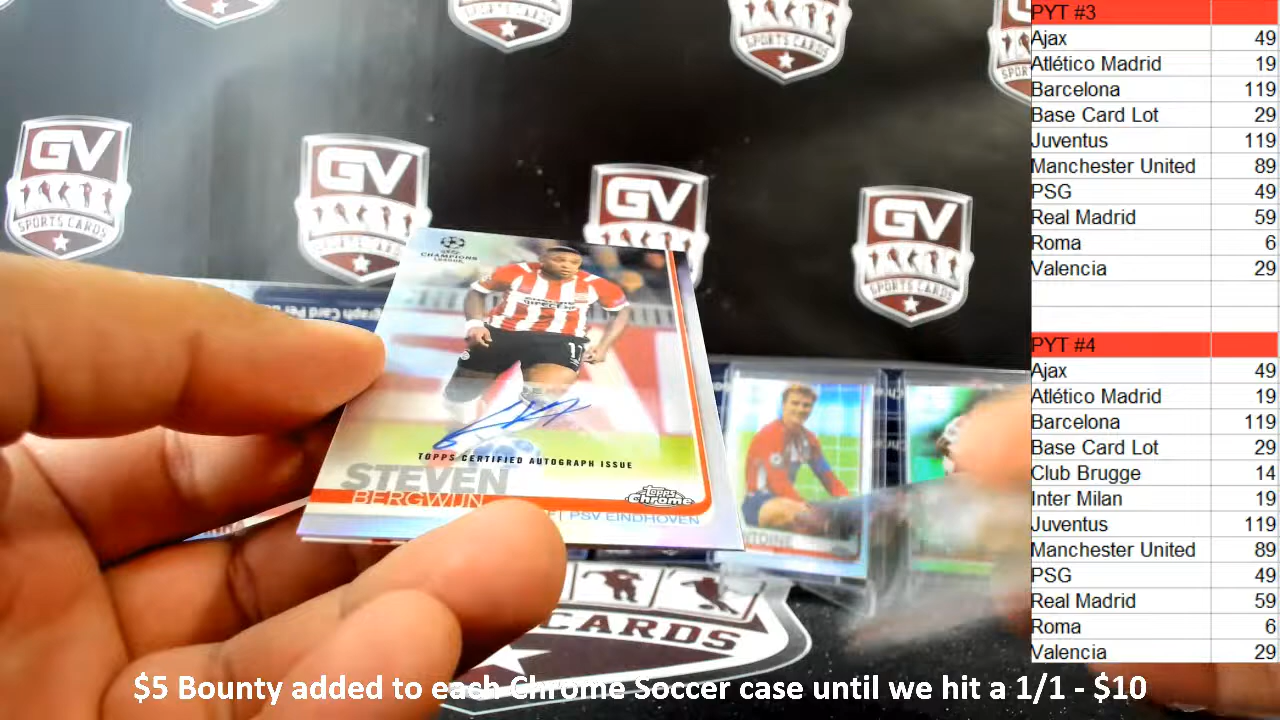 PYT #3
Ajax 49
Atlético Madrid 19
Barcelona 119
Base Card Lot 29
Juventus 119
Manchester United 89
PSG 49
Real Madrid 59
Roma 6
Valencia 29
PYT #4
Ajax 49
Atlético Madrid 19
Barcelona 119
Base Card Lot 29
Club Brugge 14
Inter Milan 19
Juventus 119
Manchester United 89
PSG 49
Real Madrid 59
Roma 6
Valencia 29
SPORTS CARDS
SPORTS CARDS
GV
SPORTS CARDS
GV
SPORTS CARDS
GV
GV
SPORTS CARDS
CHAMPIONS
LEAGUE
17
TOPPS CERTIFIED AUTOGRAPH ISSUE
STEVEN
BERGWIJN
Topps
Chrome
PSV EINDHOVEN
CARDS
$5 Bounty added to each Chrome Soccer case until we hit a 1/1 - $10